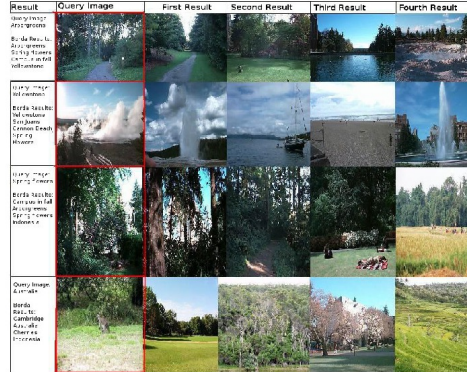 Result Query Image First Result Second Result Third Result Fourth Result
Query Image:
Arborgreens
Borda Results:
Arborgreens
Spring flowers
Campus in fall
Yellowstone
Query Image:
Yellowstone
Borda Results:
Yellowstone
San Juans
Cannon Beach
Spring
flowers
Query Image:
Spring flowers
Borda Results:
Campus in fall
Arborgreens
Spring flowers
Indonesia
Query Image:
Australia
Borda
Results:
Cambridge
Australia
Cherries
Indonesia